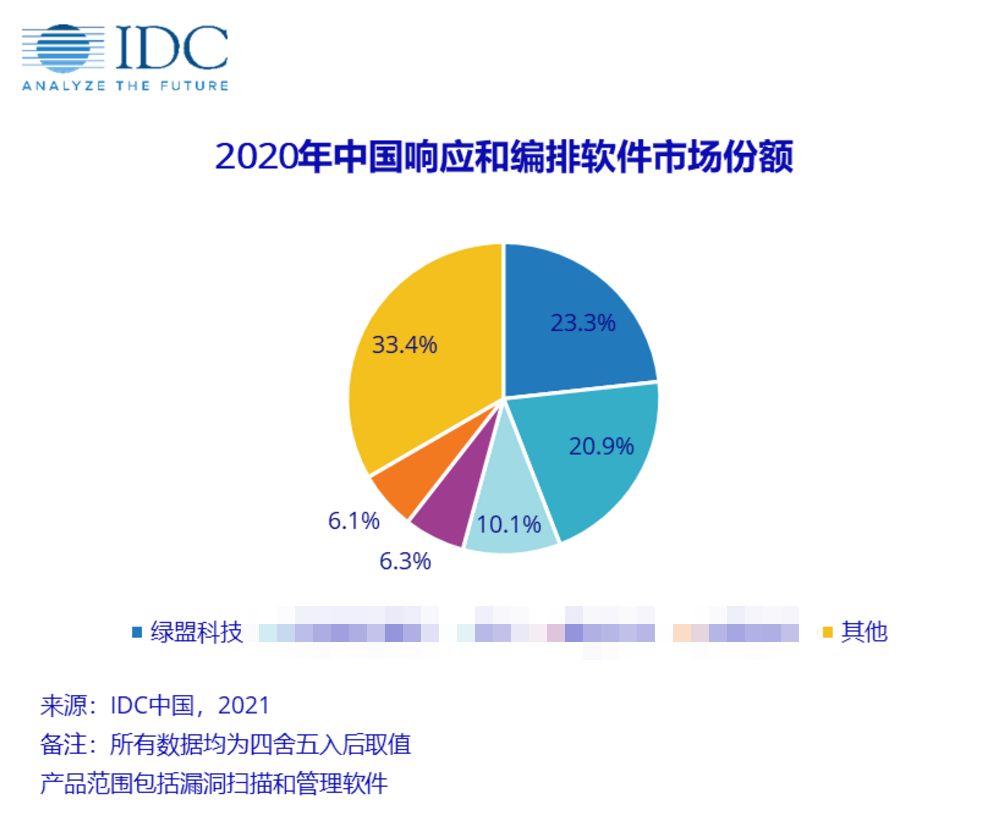 IDC
ANALYZE THE FUTURE
2020年中国响应和编排软件市场份额
23.3%
33.4%
20.9%
10.1%
6.1%
6.3%
绿盟科技
其他
来源：IDC中国，2021
备注：所有数据均为四舍五入后取值
产品范围包括漏洞扫描和管理软件